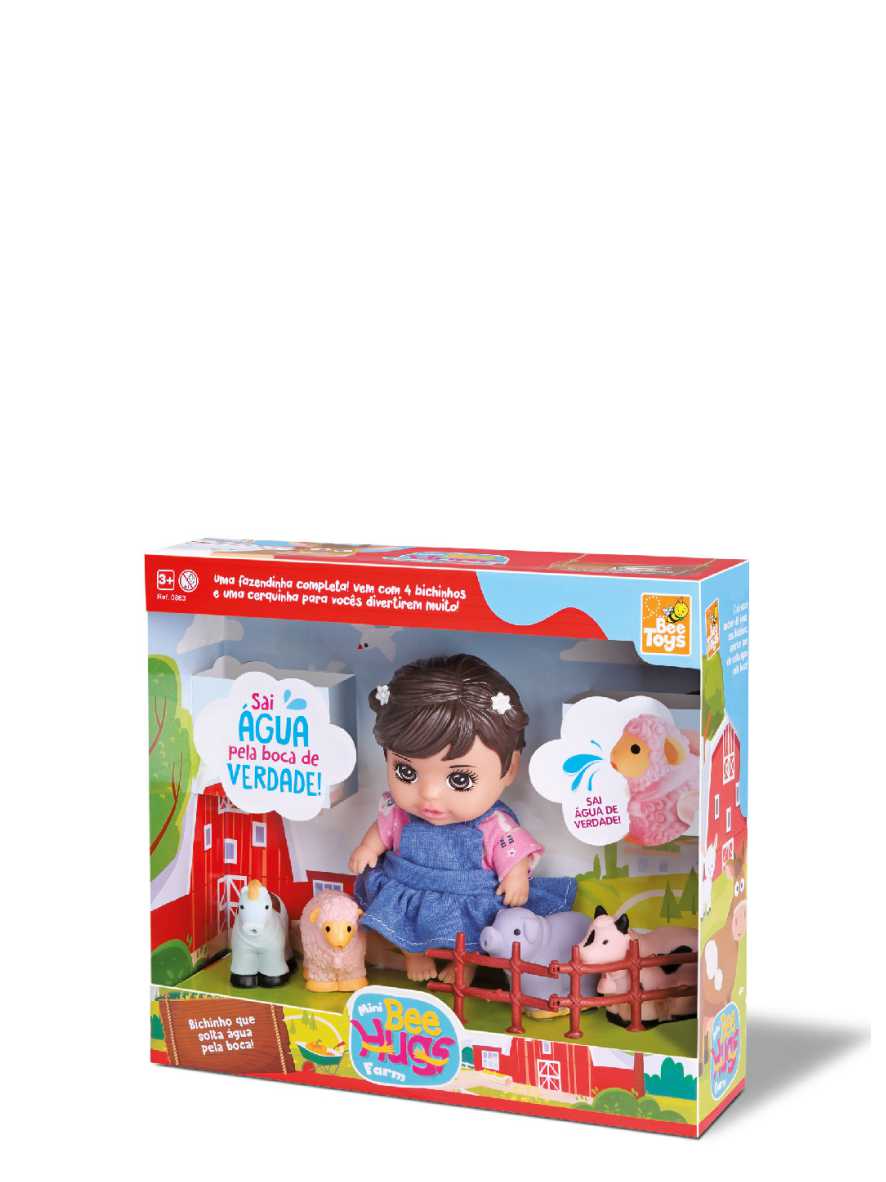 3+
Ref. 0863
uma fazendinha completa! vem com 4 bichinhos
e uma cerquinha para vocês divertirem muito!
Bee
Toys
Sai
ÁGUA
pela boca de
VERDADE!
SAI
ÁGUA DE
VERDADE!
Bichinho que
solta água
pela boca!
Mini
Bee
Hugs
Farm